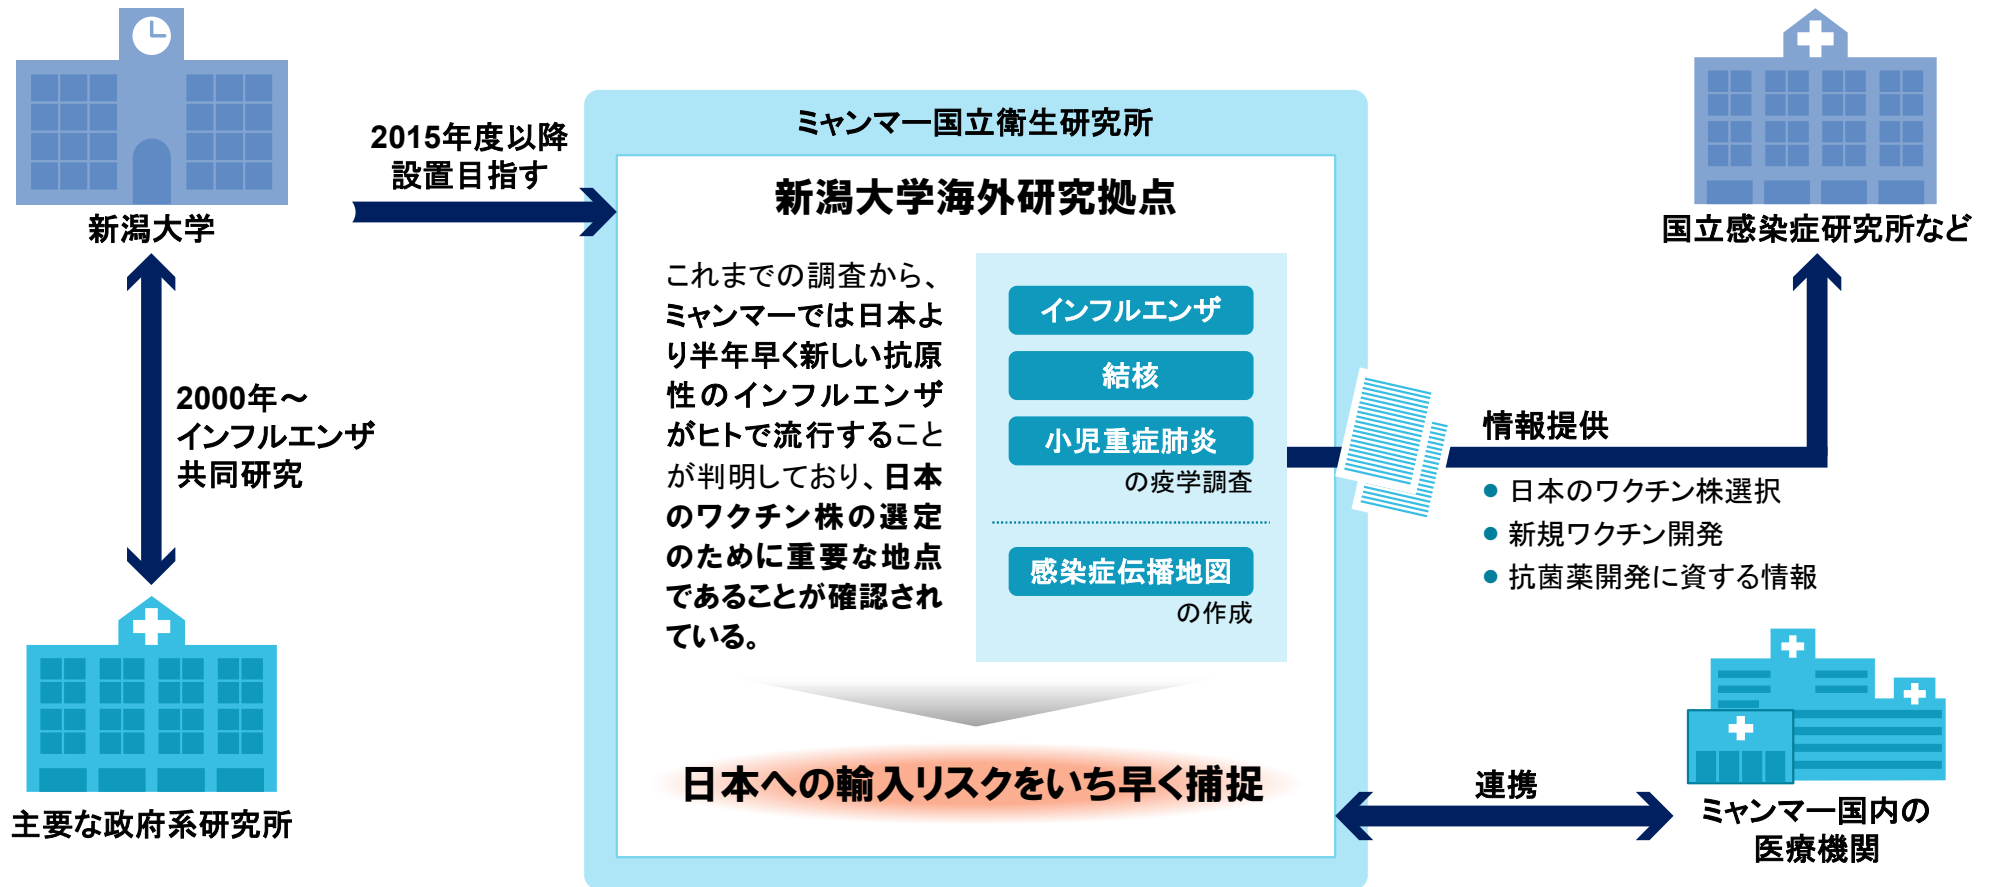 新潟大学
2000年～
インフルエンザ
共同研究
主要な政府系研究所
2015年度以降
設置目指す
ミャンマー国立衛生研究所
新潟大学海外研究拠点
これまでの調査から、
ミャンマーでは日本よ
り半年早く新しい抗原
性のインフルエンザ
がヒトで流行すること
が判明しており、日本
のワクチン株の選定
のために重要な地点
であることが確認され
ている。
インフルエンザ
結核
小児重症肺炎
の疫学調査
感染症伝播地図
の作成
日本への輸入リスクをいち早く捕捉
国立感染症研究所など
情報提供
● 日本のワクチン株選択
● 新規ワクチン開発
● 抗菌薬開発に資する情報
連携
ミャンマー国内の
医療機関